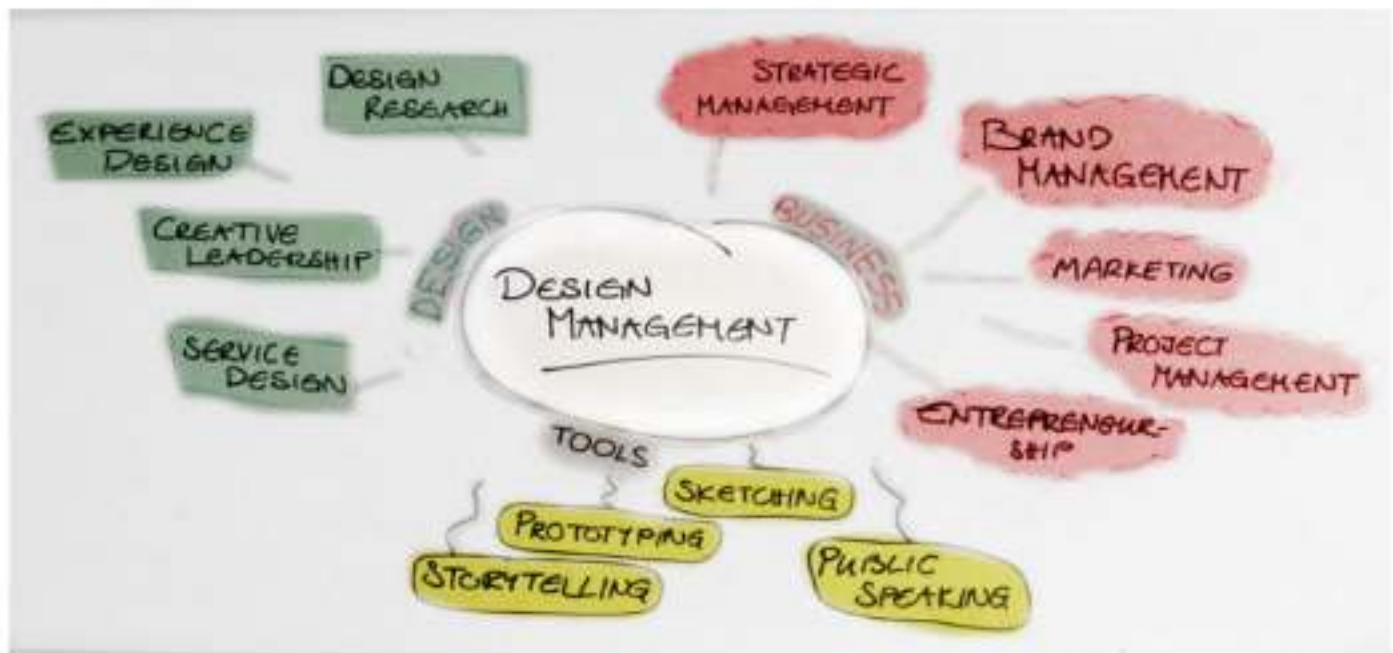 DESIGN
RESEARCH
EXPERIENCE
DESIGN
CREATIVE
LEADERSHIP
SERVICE
DESIGN
DESIGN
STRATEGIC
MANAGEMENT
BRAND
MANAGEMENT
MARKETING
PROJECT
MANAGEMENT
ENTREPRENEUR-
SHIP
BUSINESS
DESIGN
MANAGEMENT
TOOLS
SKETCHING
PROTOTYPING
STORYTELLING
PUBLIC
SPEAKING